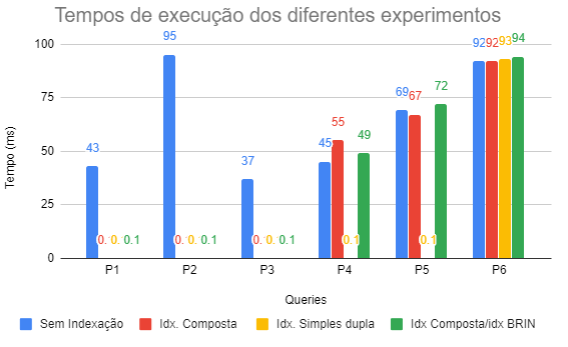 Tempos de execução dos diferentes experimentos
Tempo (ms)
100
75
50
25
0
43
0. 0. 0.1
95
0. 0. 0.1
37
0. 0. 0.1
45 55 0.1 49
69 67 0.1 72
92 92 93 94
P1 P2 P3 P4 P5 P6
Queries
Sem Indexação Idx. Composta Idx. Simples dupla Idx Composta/idx BRIN